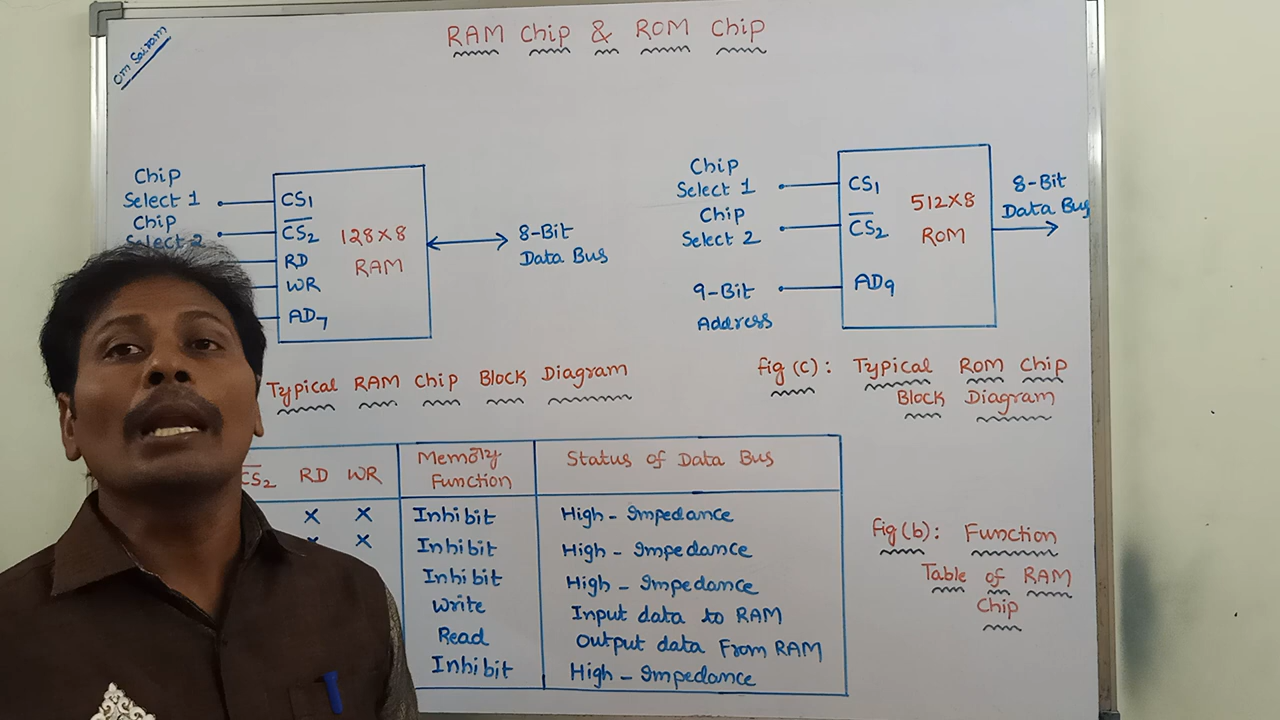 Om Sairam
RAM Chip & ROM Chip
Chip
Select 1
Chip
Select 2
CS1
CS2
RD
WR
AD7
128X8
RAM
8-Bit
Data Bus
Typical RAM Chip Block Diagram
Chip
Select 1
Chip
Select 2
9-Bit
Address
CS1
CS2
AD9
512X8
ROM
8-Bit
Data Bus
Fig (c): Typical ROM Chip
Block Diagram
CS2 RD WR Memory Function Status of Data Bus
X X Inhibit High-Impedance
X X Inhibit High-Impedance
Inhibit High-Impedance
Write Input data to RAM
Read Output data From RAM
Inhibit High-Impedance
Fig (b): Function
Table of RAM
Chip